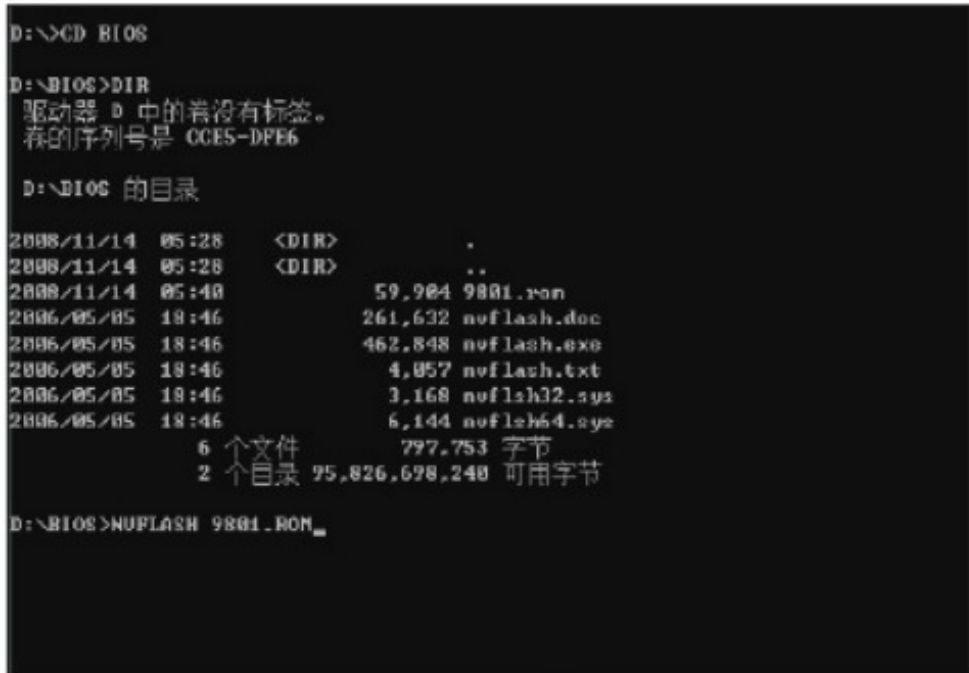 D:\>CD BIOS
D:\BIOS>DIR
驱动器 D 中的卷没有标签。
卷的序列号是 CCE5-DFE6
D:\BIOS 的目录
2008/11/14 05:28 <DIR> .
2008/11/14 05:28 <DIR> ..
2008/11/14 05:40 59,904 9801.rom
2006/05/05 18:46 261,632 nvflash.doc
2006/05/05 18:46 462,848 nvflash.exe
2006/05/05 18:46 4,057 nvflash.txt
2006/05/05 18:46 3,168 nvflsh32.sys
2006/05/05 18:46 6,144 nvflsh64.sys
6 个文件 797,753 字节
2 个目录 95,826,698,240 可用字节
D:\BIOS>NVFLASH 9801.ROM_